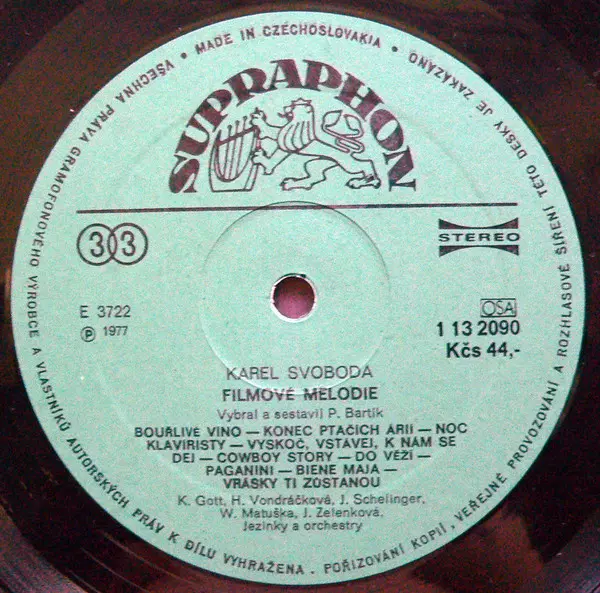 VŠECHNA PRÁVA GRAMOFONOVÉHO VÝROBCE A VLASTNÍKŮ AUTORSKÝCH PRÁV K DÍLU VYHRAŽENA. POŘIZOVÁNÍ KOPIÍ, VEŘEJNÉ PROVOZOVÁNÍ A ROZHLASOVÉ ŠÍŘENÍ TÉTO DESKY JE ZAKÁZÁNO • MADE IN CZECHOSLOVAKIA •
SUPRAPHON
33
STEREO
E 3722
Ⓟ 1977
OSA
1 13 2090
Kčs 44,-
KAREL SVOBODA
FILMOVÉ MELODIE
Vybral a sestavil P. Bartík
BOUŘLIVÉ VÍNO — KONEC PTAČÍCH ÁRIÍ — NOC
KLAVIRISTY — VYSKOČ, VSTÁVEJ, K NÁM SE
DEJ — COWBOY STORY — DO VĚŽÍ —
PAGANINI — BIENE MAJA —
VRÁSKY TI ZŮSTANOU
K. Gott, H. Vondráčková, J. Schelinger,
W. Matuška, J. Zelenková,
Jezinky a orchestry